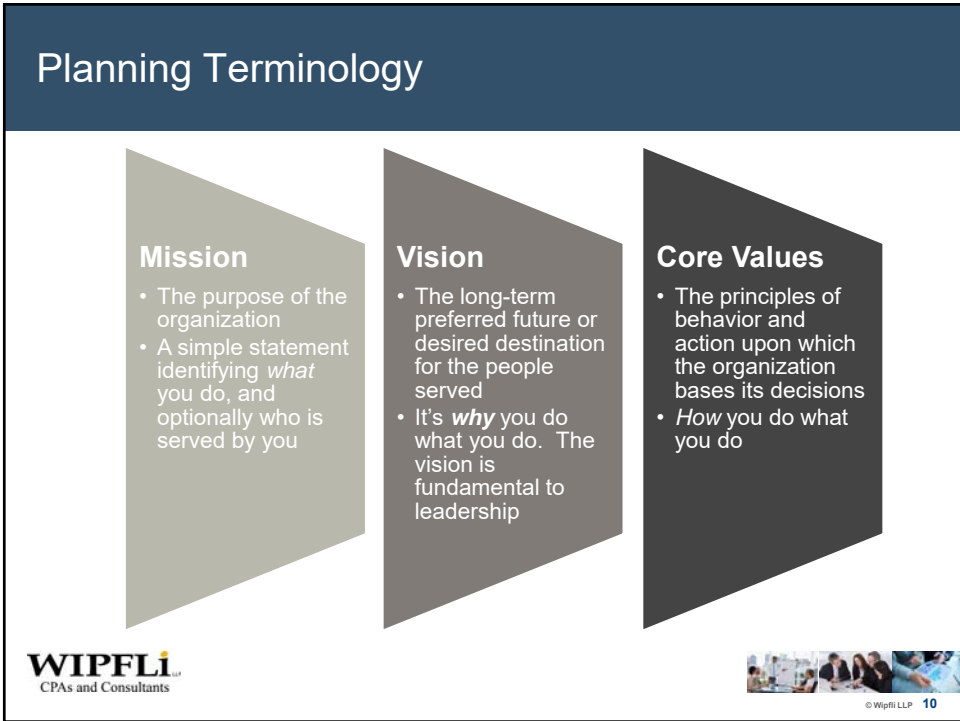 Planning Terminology
Mission
• The purpose of the
organization
• A simple statement
identifying what
you do, and
optionally who is
served by you
Vision
• The long-term
preferred future or
desired destination
for the people
served
• It’s why you do
what you do.  The
vision is
fundamental to
leadership
Core Values
• The principles of
behavior and
action upon which
the organization
bases its decisions
• How you do what
you do
WIPFLi LLP
CPAs and Consultants
© Wipfli LLP 10